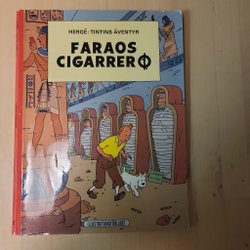 HERGÉ: TINTINS ÄVENTYR
FARAOS
CIGARRER